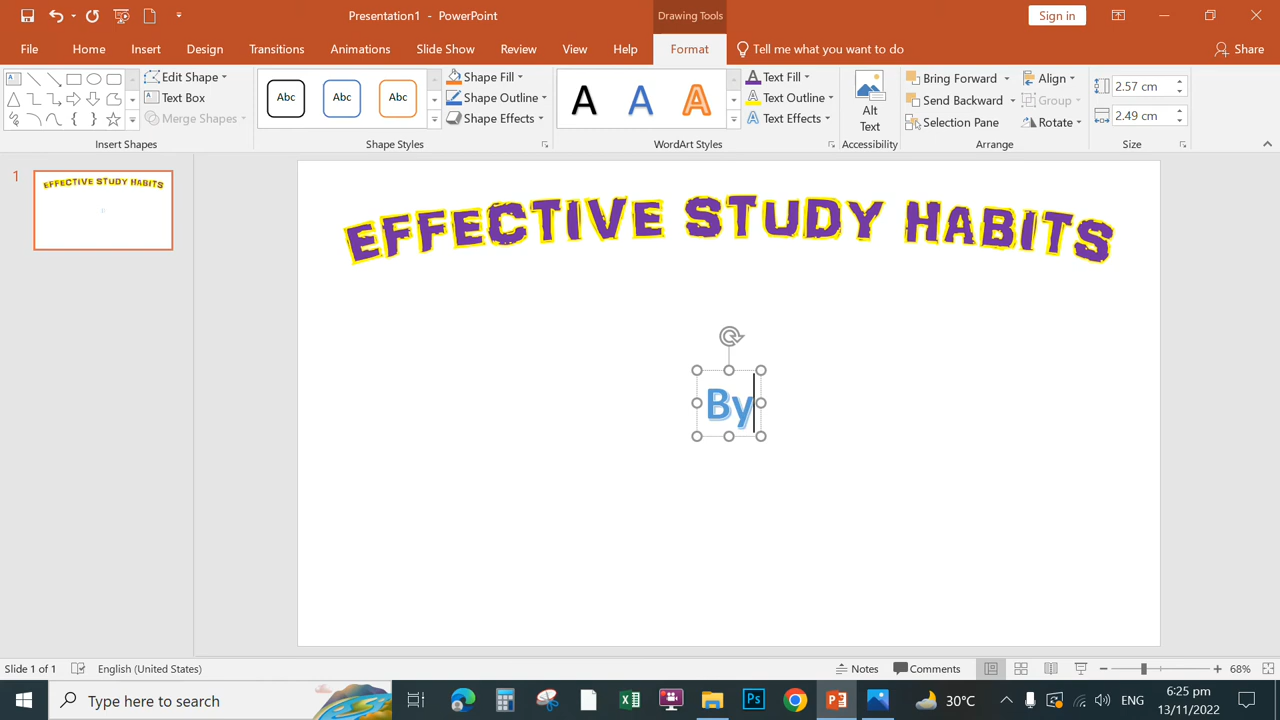 Presentation1 - PowerPoint
Drawing Tools
Sign in
File Home Insert Design Transitions Animations Slide Show Review View Help Format Tell me what you want to do Share
Edit Shape
Text Box
Merge Shapes
Insert Shapes
Abc Abc Abc
Shape Fill
Shape Outline
Shape Effects
Shape Styles
A A A
Text Fill
Text Outline
Text Effects
WordArt Styles
Alt
Text
Accessibility
Bring Forward
Send Backward
Selection Pane
Align
Group
Rotate
Arrange
2.57 cm
2.49 cm
Size
1
EFFECTIVE STUDY HABITS
EFFECTIVE STUDY HABITS
By
Slide 1 of 1 English (United States) Notes Comments 68%
Type here to search
Ps
30°C
ENG
6:25 pm
13/11/2022